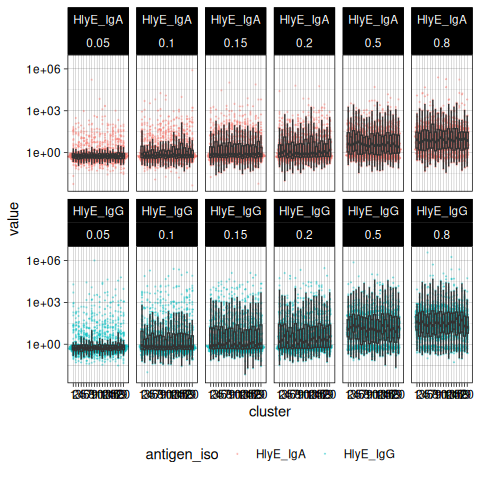 HlyE_IgA HlyE_IgA HlyE_IgA HlyE_IgA HlyE_IgA HlyE_IgA
0.05 0.1 0.15 0.2 0.5 0.8
1e+06
1e+03
1e+00
HlyE_IgG HlyE_IgG HlyE_IgG HlyE_IgG HlyE_IgG HlyE_IgG
0.05 0.1 0.15 0.2 0.5 0.8
1e+06
1e+03
1e+00
value
cluster
antigen_iso HlyE_IgA HlyE_IgG